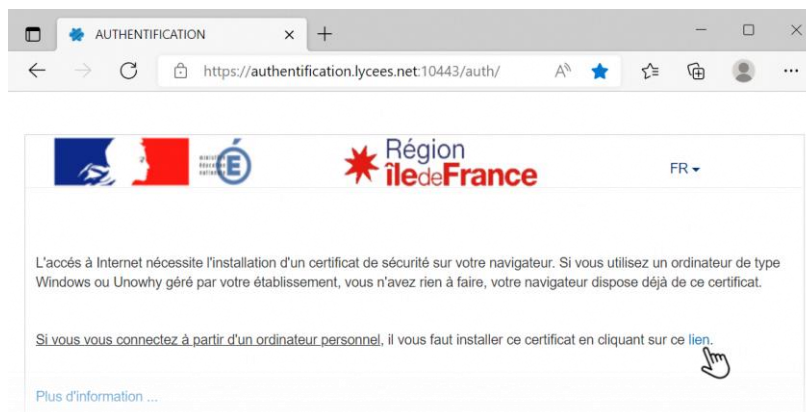 AUTHENTIFICATION
https://authentification.lycees.net:10443/auth/
Région
îledeFrance
FR
L'accés à Internet nécessite l'installation d'un certificat de sécurité sur votre navigateur. Si vous utilisez un ordinateur de type
Windows ou Unowhy géré par votre établissement, vous n'avez rien à faire, votre navigateur dispose déjà de ce certificat.
Si vous vous connectez à partir d'un ordinateur personnel, il vous faut installer ce certificat en cliquant sur ce lien.
Plus d'information ...